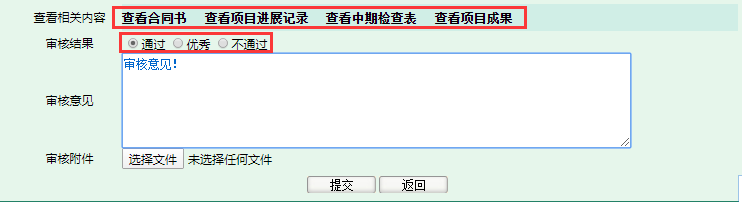 查看相关内容 查看合同书 查看项目进展记录 查看中期检查表 查看项目成果
审核结果 通过 优秀 不通过
审核意见!
审核意见
审核附件 选择文件 未选择任何文件
提交 返回